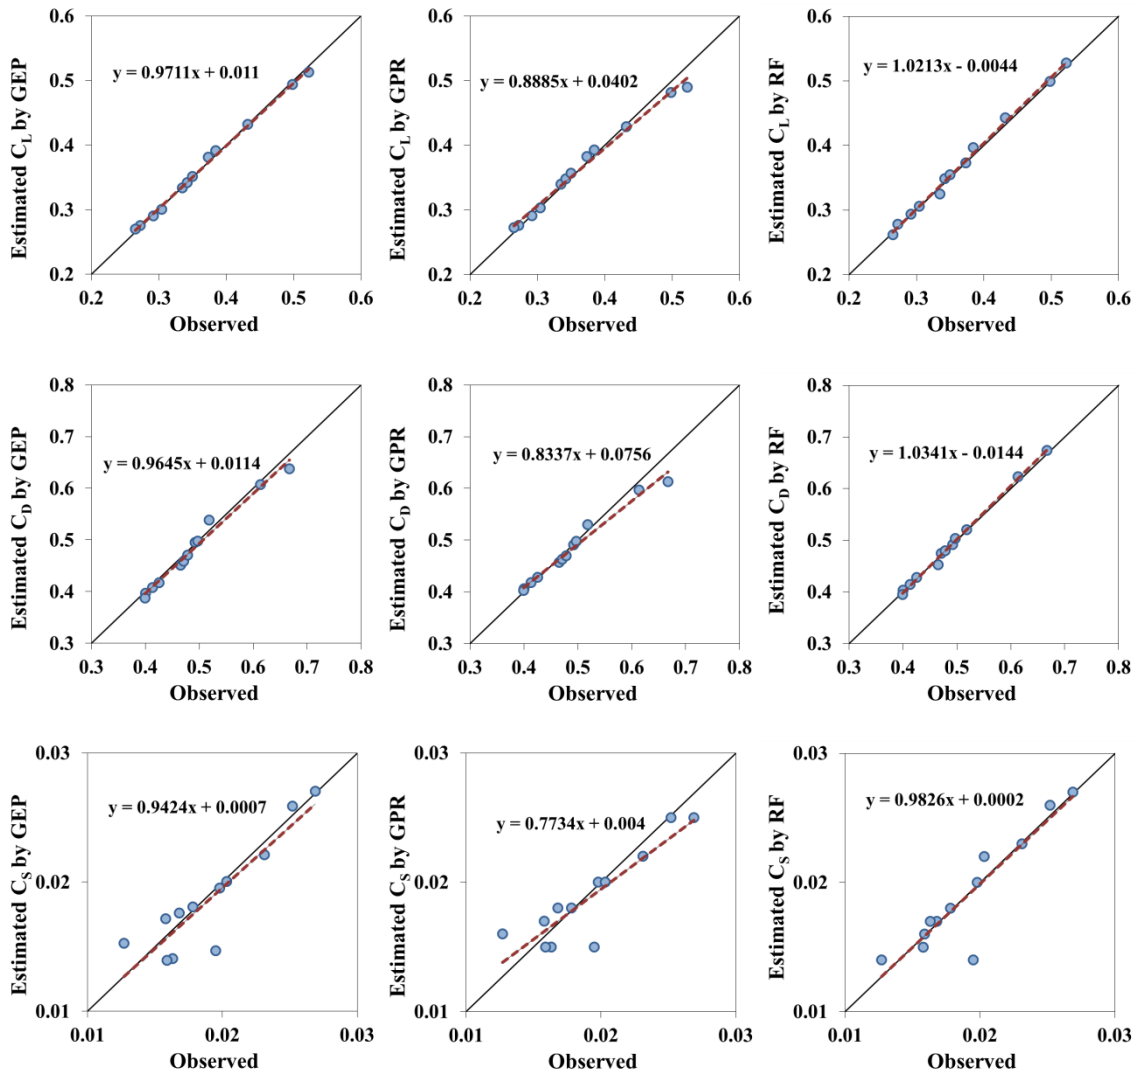 Estimated C_L by GEP
0.6
0.5
0.4
0.3
0.2
y = 0.9711x + 0.011
0.2 0.3 0.4 0.5 0.6
Observed
Estimated C_L by GPR
0.6
0.5
0.4
0.3
0.2
y = 0.8885x + 0.0402
0.2 0.3 0.4 0.5 0.6
Observed
Estimated C_L by RF
0.6
0.5
0.4
0.3
0.2
y = 1.0213x - 0.0044
0.2 0.3 0.4 0.5 0.6
Observed
Estimated C_D by GEP
0.8
0.7
0.6
0.5
0.4
0.3
y = 0.9645x + 0.0114
0.3 0.4 0.5 0.6 0.7 0.8
Observed
Estimated C_D by GPR
0.8
0.7
0.6
0.5
0.4
0.3
y = 0.8337x + 0.0756
0.3 0.4 0.5 0.6 0.7 0.8
Observed
Estimated C_D by RF
0.8
0.7
0.6
0.5
0.4
0.3
y = 1.0341x - 0.0144
0.3 0.4 0.5 0.6 0.7 0.8
Observed
Estimated C_S by GEP
0.03
0.02
0.01
y = 0.9424x + 0.0007
0.01 0.02 0.03
Observed
Estimated C_S by GPR
0.03
0.02
0.01
y = 0.7734x + 0.004
0.01 0.02 0.03
Observed
Estimated C_S by RF
0.03
0.02
0.01
y = 0.9826x + 0.0002
0.01 0.02 0.03
Observed